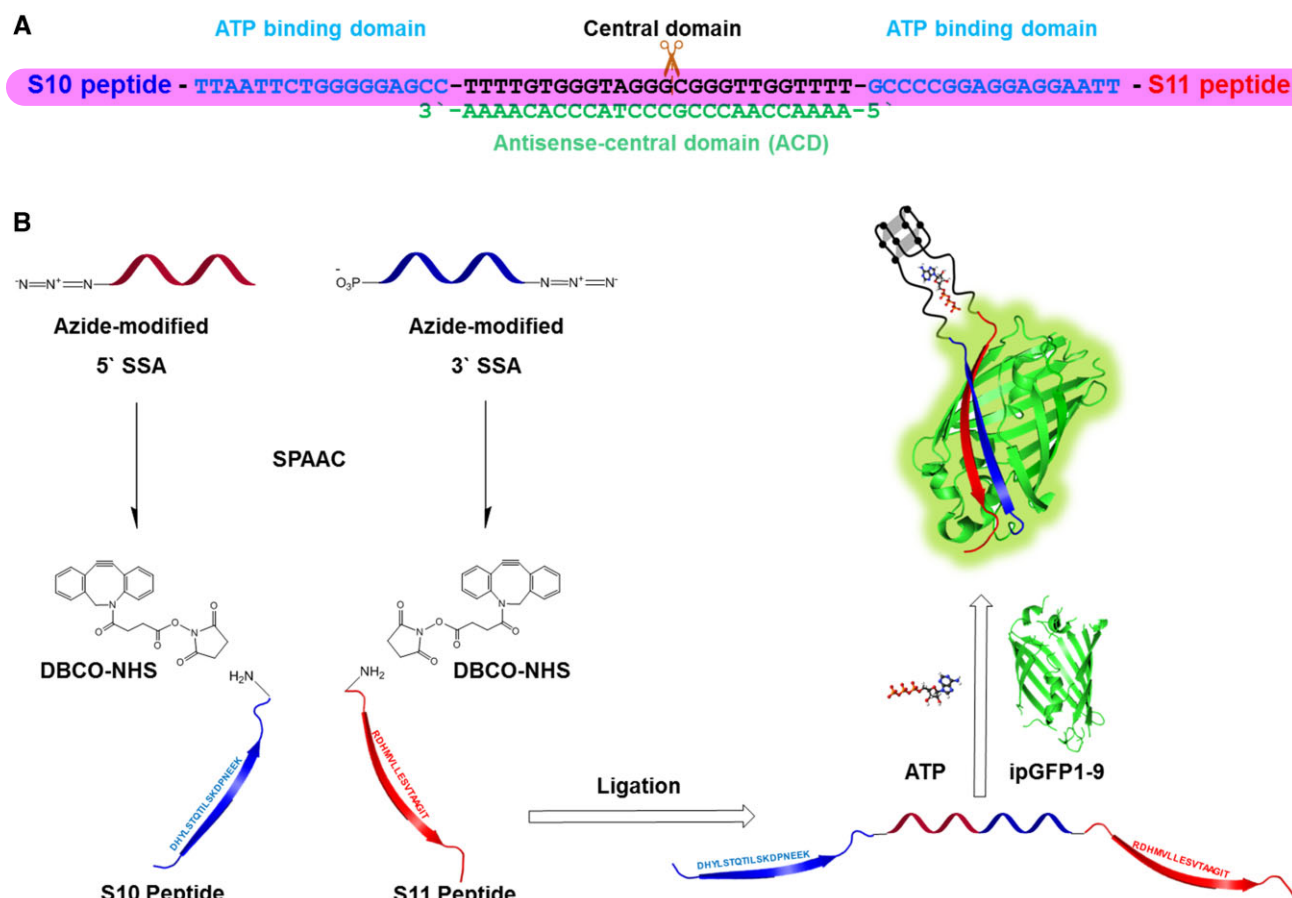 A
ATP binding domain Central domain ATP binding domain
S10 peptide - TTAATTCTGGGGGAGCC-TTTTGTGGGTAGGGCGGGTTGGTTTT-GCCCCGGAGGAGGAATT - S11 peptide
3`-AAAACACCCATCCCGCCCAACCAAAA-5`
Antisense-central domain (ACD)
B
-N=N+=N O3P- N=N+=N-
Azide-modified Azide-modified
5` SSA 3` SSA
SPAAC
N O O O N O O
O O N O O O N
DBCO-NHS DBCO-NHS
H2N NH2
DHYLSTQTILSKDPNEEK RDHMVLLESVTAAGIT
S10 Peptide S11 Peptide
Ligation
ATP ipGFP1-9
DHYLSTQTILSKDPNEEK RDHMVLLESVTAAGIT